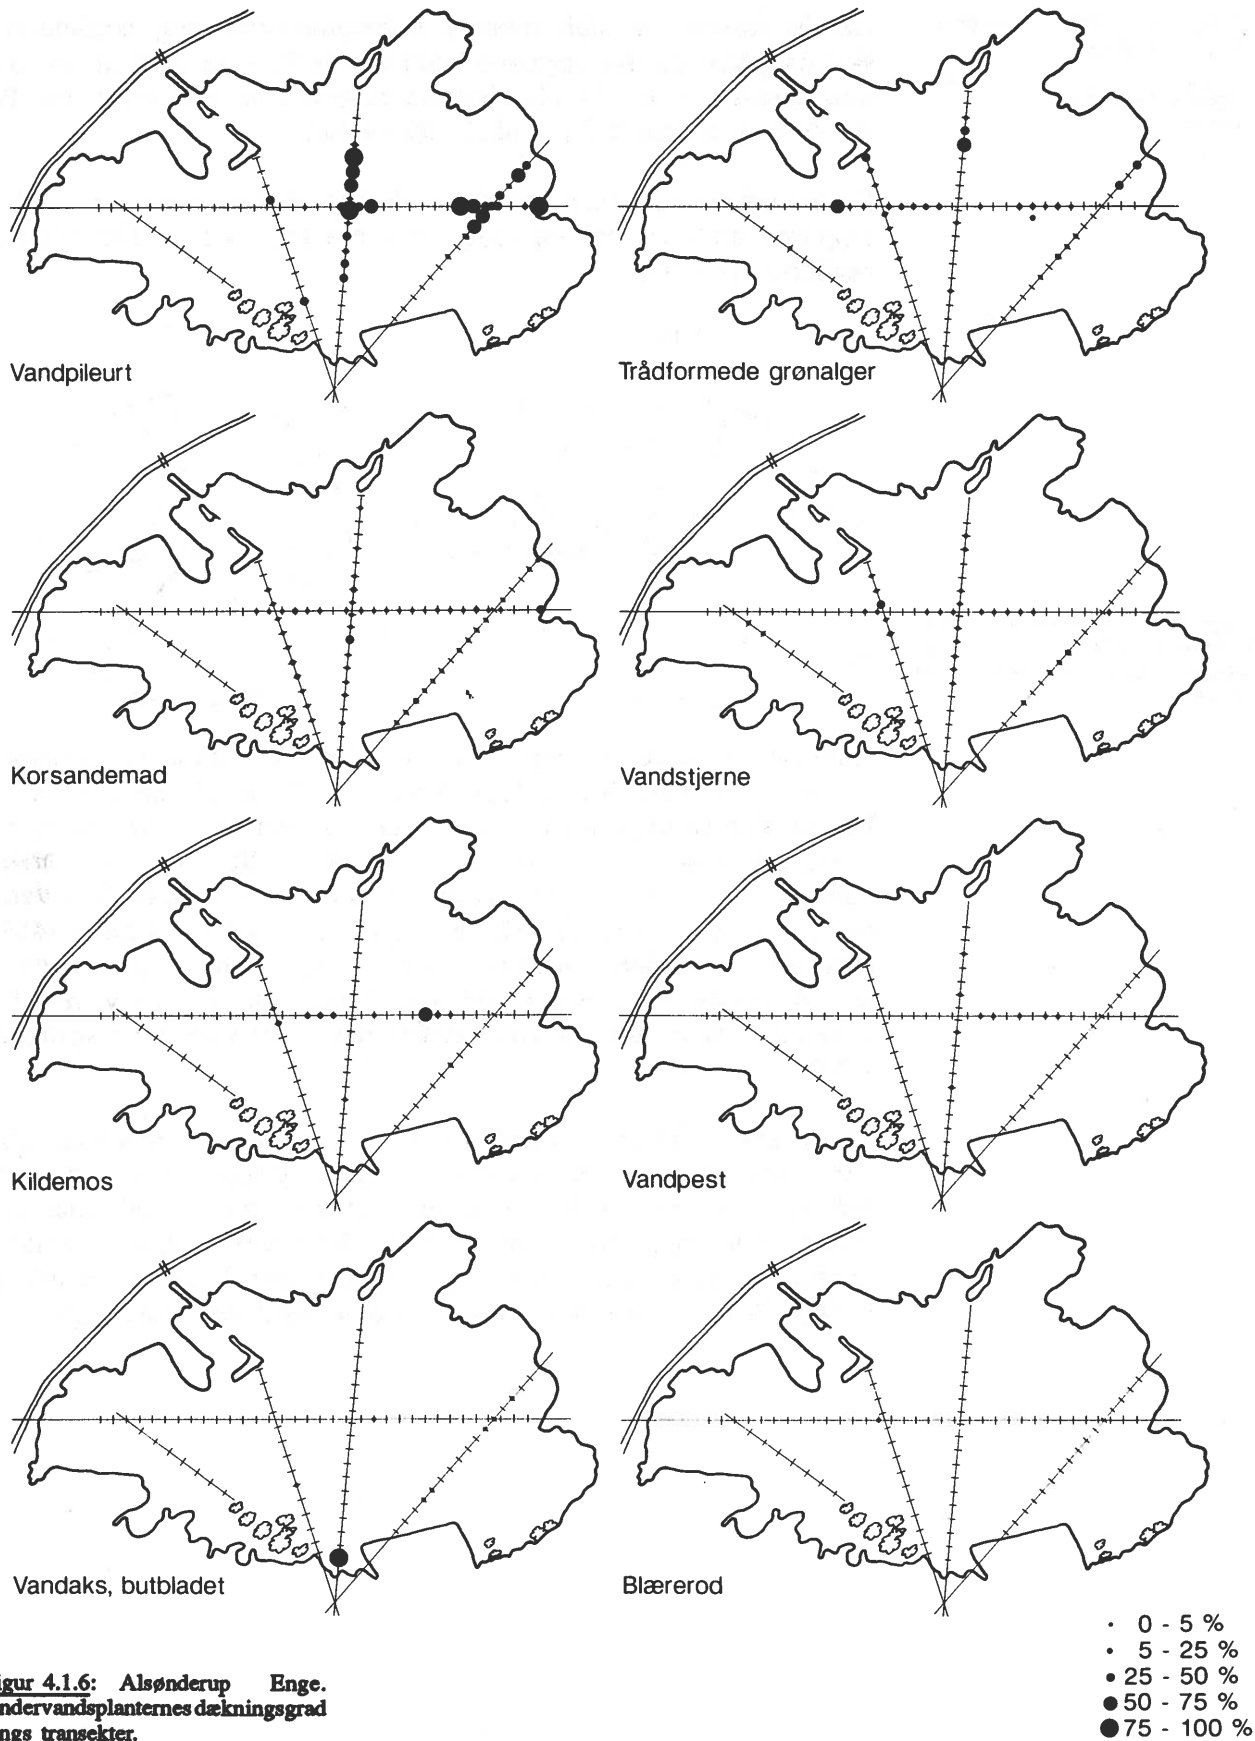 Vandpileurt
Trådformede grønalger
Korsandemad
Vandstjerne
Kildemos
Vandpest
Vandaks, butbladet
Blærerod
0 - 5 %
5 - 25 %
25 - 50 %
50 - 75 %
75 - 100 %
igur 4.1.6: Alsønderup Enge.
ndervandsplanternes dækningsgrad
ngs transekter.